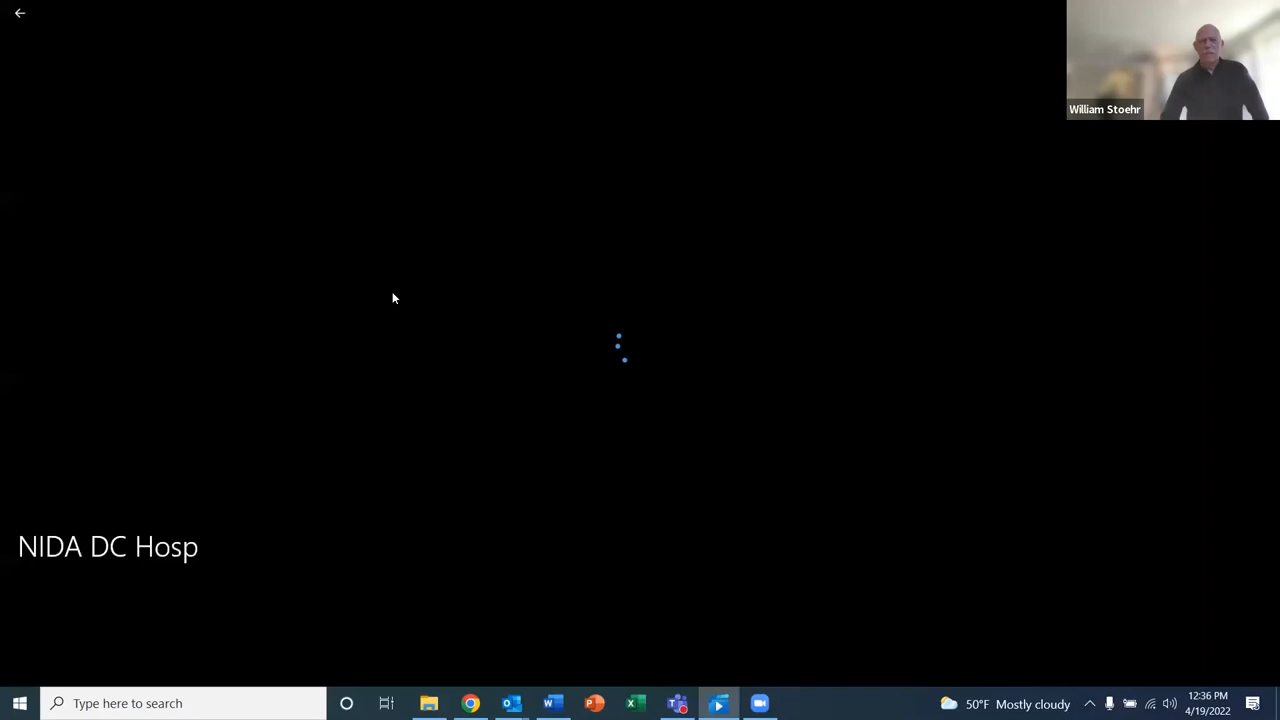 William Stoehr
NIDA DC Hosp
Type here to search
50°F Mostly cloudy
12:36 PM
4/19/2022